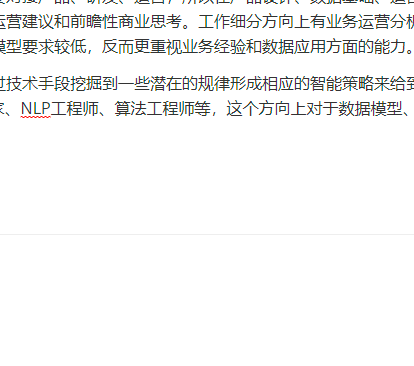 运营建议和前瞻性商业思考。工作细分方向上有业务运营分析
模型要求较低，反而更重视业务经验和数据应用方面的能力。
过技术手段挖掘到一些潜在的规律形成相应的智能策略来给到
家、NLP工程师、算法工程师等，这个方向上对于数据模型、